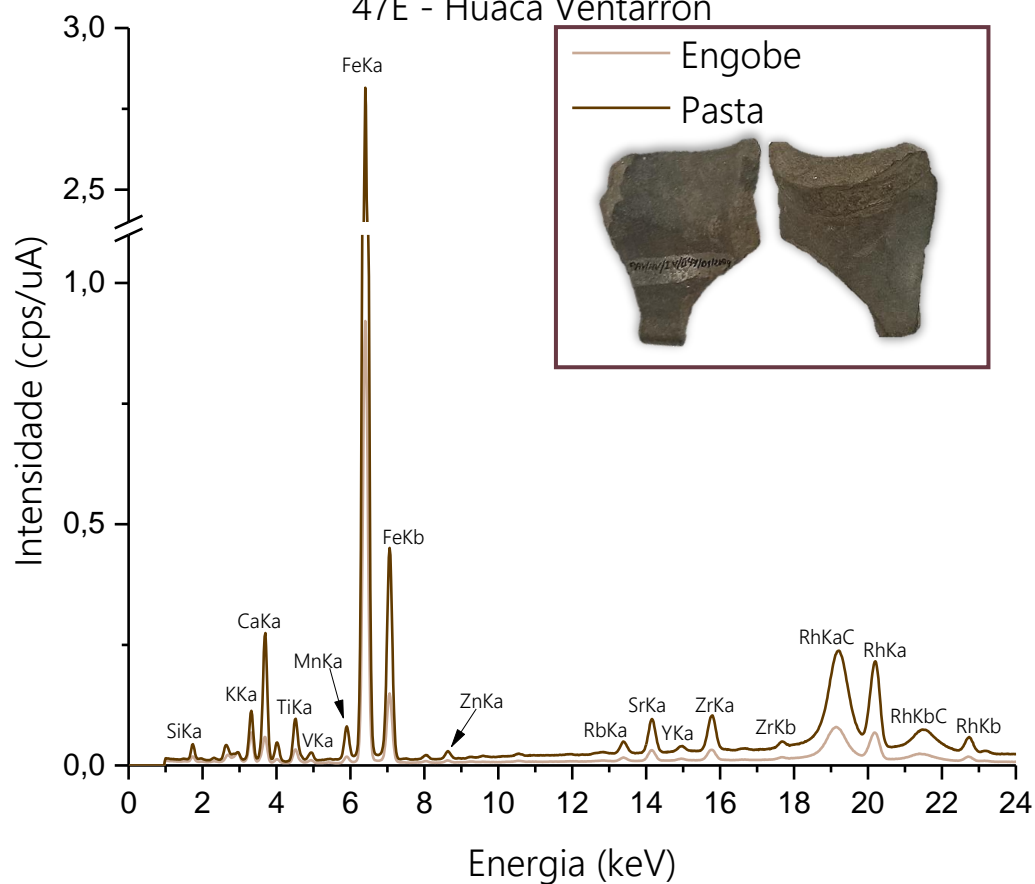 47E - Huaca Ventarrón
Engobe
Pasta
Intensidade (cps/uA)
3,0
2,5
1,0
0,5
0,0
FeKa
FeKb
CaKa
MnKa
KKa
TiKa
VKa
SiKa
ZnKa
RbKa
SrKa
YKa
ZrKa
ZrKb
RhKaC
RhKa
RhKbC
RhKb
0 2 4 6 8 10 12 14 16 18 20 22 24
Energia (keV)